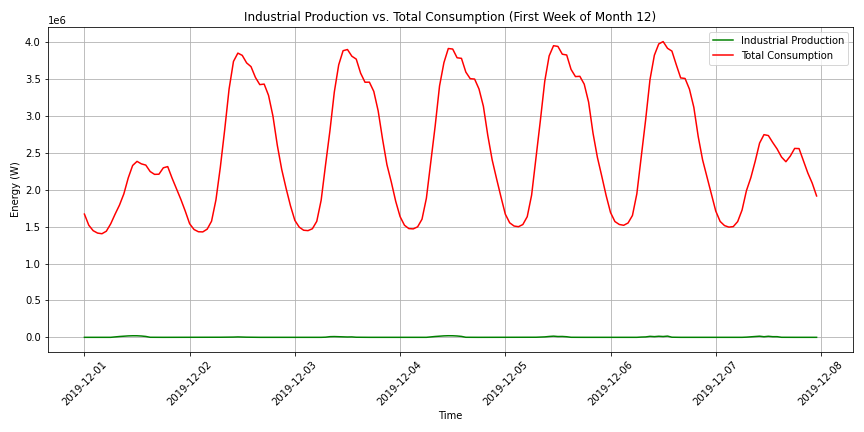 Industrial Production vs. Total Consumption (First Week of Month 12)
1e6
Industrial Production
Total Consumption
4.0
3.5
3.0
2.5
2.0
1.5
1.0
0.5
0.0
Energy (W)
2019-12-01
2019-12-02
2019-12-03
2019-12-04
2019-12-05
2019-12-06
2019-12-07
2019-12-08
Time